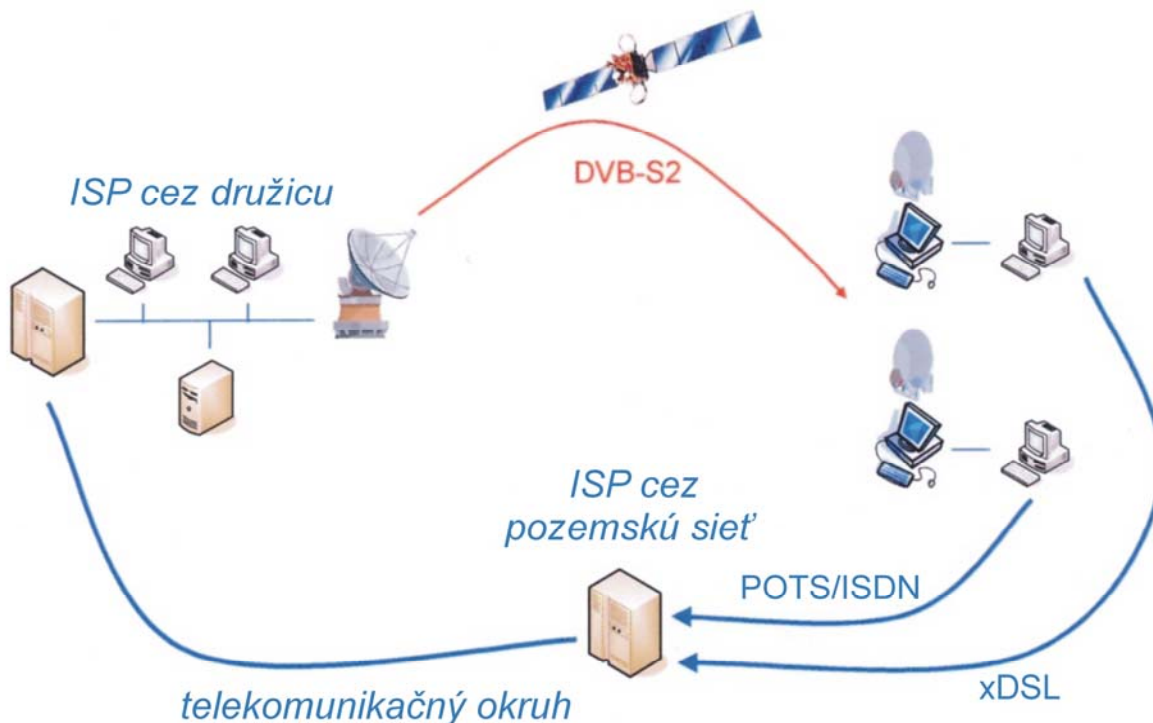 DVB-S2
ISP cez družicu
ISP cez
pozemskú sieť
POTS/ISDN
xDSL
telekomunikačný okruh